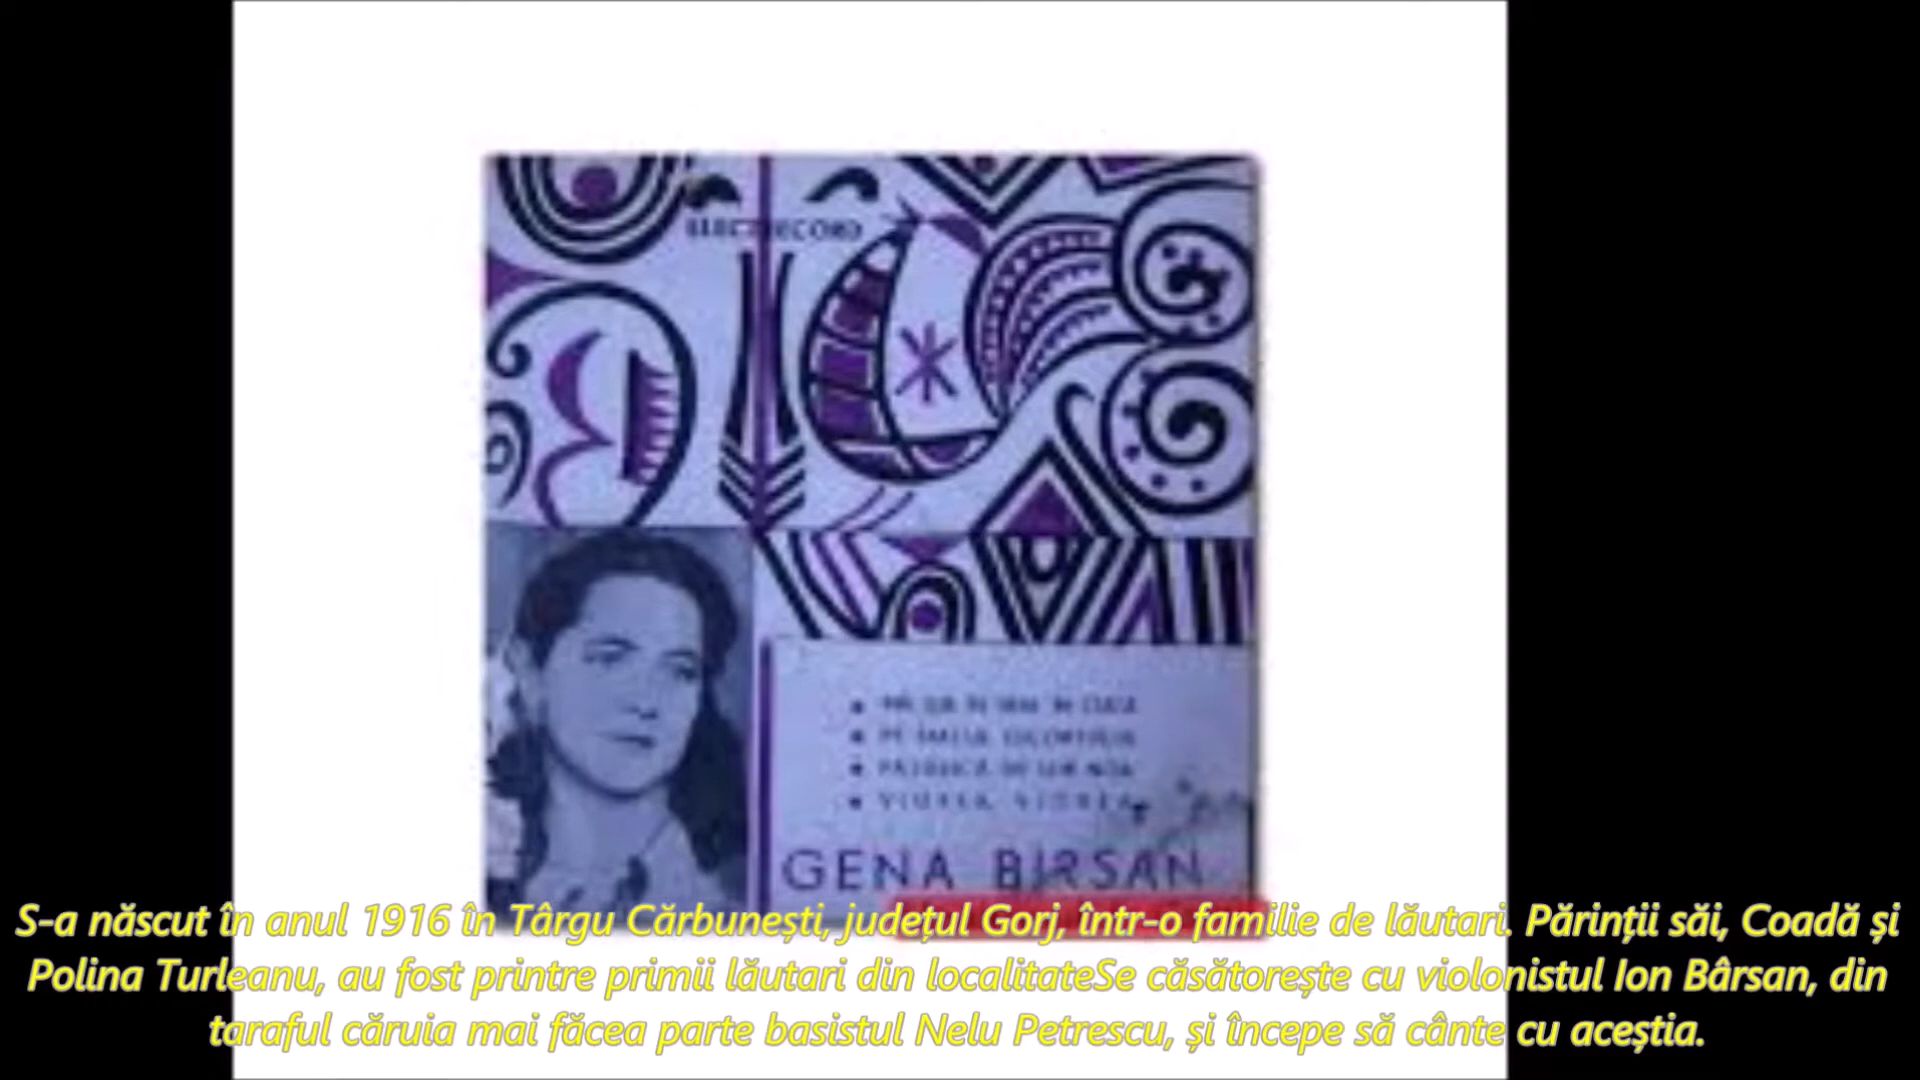 ELECTRECORD
GENA BÎRSAN
S-a născut în anul 1916 în Târgu Cărbunești, județul Gorj, într-o familie de lăutari. Părinții săi, Coadă și
Polina Turleanu, au fost printre primii lăutari din localitateSe căsătorește cu violonistul Ion Bârsan, din
taraful căruia mai făcea parte basistul Nelu Petrescu, și începe să cânte cu aceștia.